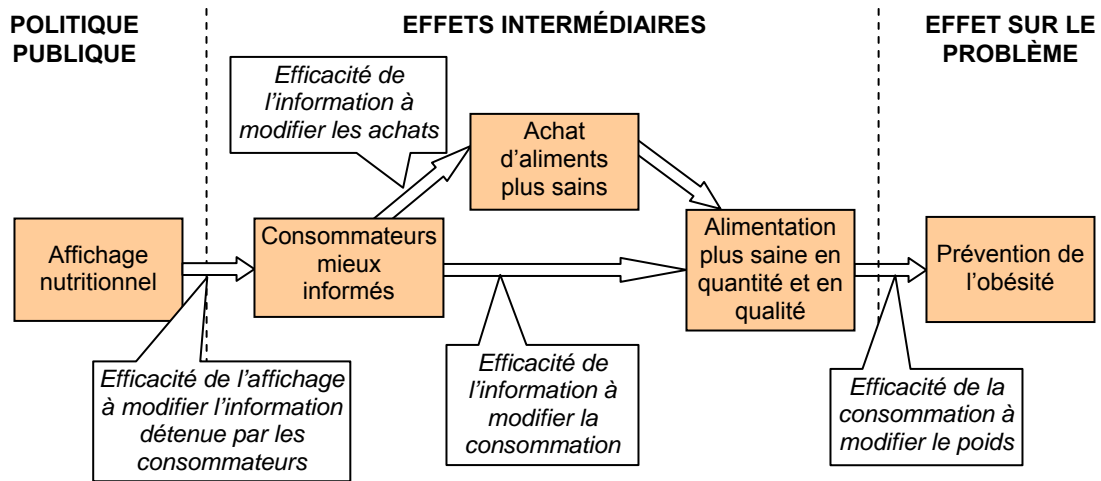 POLITIQUE
PUBLIQUE
EFFETS INTERMÉDIAIRES
EFFET SUR LE
PROBLÈME
Efficacité de
l’information à
modifier les achats
Achat
d’aliments
plus sains
Affichage
nutritionnel
Consommateurs
mieux
informés
Alimentation
plus saine en
quantité et en
qualité
Prévention de
l’obésité
Efficacité de l’affichage
à modifier l’information
détenue par les
consommateurs
Efficacité de
l’information à
modifier la
consommation
Efficacité de la
consommation à
modifier le poids